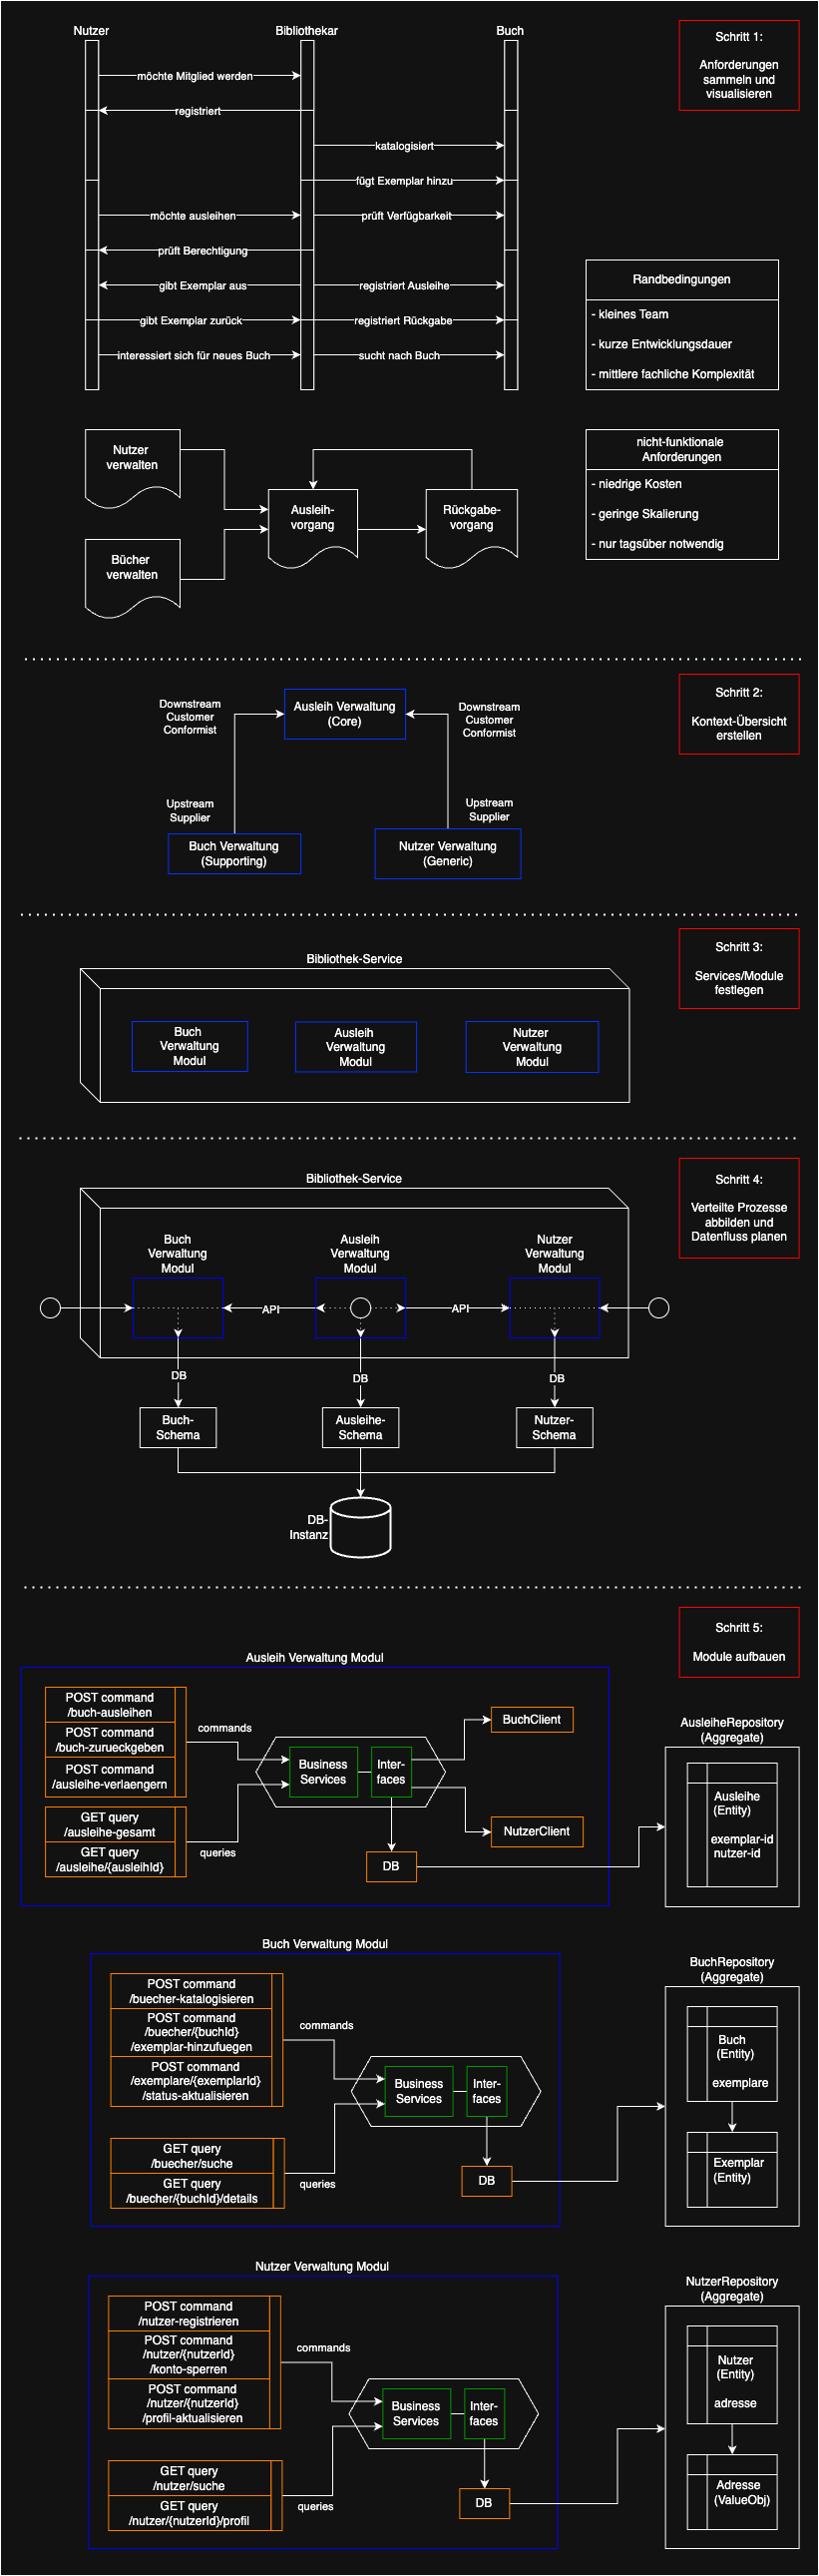 Nutzer
Bibliothekar
Buch
möchte Mitglied werden
registriert
katalogisiert
fügt Exemplar hinzu
möchte ausleihen
prüft Verfügbarkeit
prüft Berechtigung
gibt Exemplar aus
registriert Ausleihe
gibt Exemplar zurück
registriert Rückgabe
interessiert sich für neues Buch
sucht nach Buch
Schritt 1:
Anforderungen
sammeln und
visualisieren
Randbedingungen
- kleines Team
- kurze Entwicklungsdauer
- mittlere fachliche Komplexität
Nutzer
verwalten
Bücher
verwalten
Ausleih-
vorgang
Rückgabe-
vorgang
nicht-funktionale
Anforderungen
- niedrige Kosten
- geringe Skalierung
- nur tagsüber notwendig
Schritt 2:
Kontext-Übersicht
erstellen
Downstream
Customer
Conformist
Ausleih Verwaltung
(Core)
Downstream
Customer
Conformist
Upstream
Supplier
Upstream
Supplier
Buch Verwaltung
(Supporting)
Nutzer Verwaltung
(Generic)
Schritt 3:
Services/Module
festlegen
Bibliothek-Service
Buch
Verwaltung
Modul
Ausleih
Verwaltung
Modul
Nutzer
Verwaltung
Modul
Schritt 4:
Verteilte Prozesse
abbilden und
Datenfluss planen
Bibliothek-Service
Buch
Verwaltung
Modul
Ausleih
Verwaltung
Modul
Nutzer
Verwaltung
Modul
API
API
DB
DB
DB
Buch-
Schema
Ausleihe-
Schema
Nutzer-
Schema
DB-
Instanz
Schritt 5:
Module aufbauen
Ausleih Verwaltung Modul
POST command
/buch-ausleihen
POST command
/buch-zurueckgeben
POST command
/ausleihe-verlaengern
GET query
/ausleihe-gesamt
GET query
/ausleihe/{ausleihId}
commands
queries
Business
Services
Inter-
faces
BuchClient
NutzerClient
DB
AusleiheRepository
(Aggregate)
Ausleihe
(Entity)
exemplar-id
nutzer-id
Buch Verwaltung Modul
POST command
/buecher-katalogisieren
POST command
/buecher/{buchId}
/exemplar-hinzufuegen
POST command
/exemplare/{exemplarId}
/status-aktualisieren
GET query
/buecher/suche
GET query
/buecher/{buchId}/details
commands
queries
Business
Services
Inter-
faces
DB
BuchRepository
(Aggregate)
Buch
(Entity)
exemplare
Exemplar
(Entity)
Nutzer Verwaltung Modul
POST command
/nutzer-registrieren
POST command
/nutzer/{nutzerId}
/konto-sperren
POST command
/nutzer/{nutzerId}
/profil-aktualisieren
GET query
/nutzer/suche
GET query
/nutzer/{nutzerId}/profil
commands
queries
Business
Services
Inter-
faces
DB
NutzerRepository
(Aggregate)
Nutzer
(Entity)
adresse
Adresse
(ValueObj)